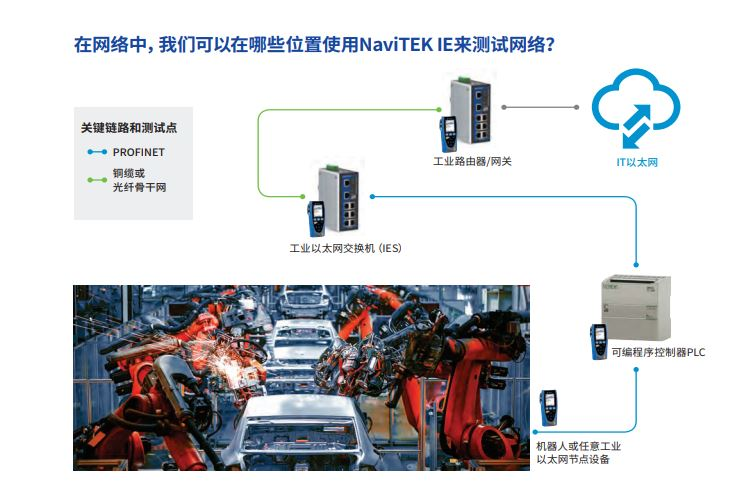 在网络中，我们可以在哪些位置使用NaviTEK IE来测试网络？
关键链路和测试点
PROFINET
铜缆或
光纤骨干网
工业路由器/网关
IT以太网
工业以太网交换机（IES）
可编程序控制器PLC
机器人或任意工业
以太网节点设备